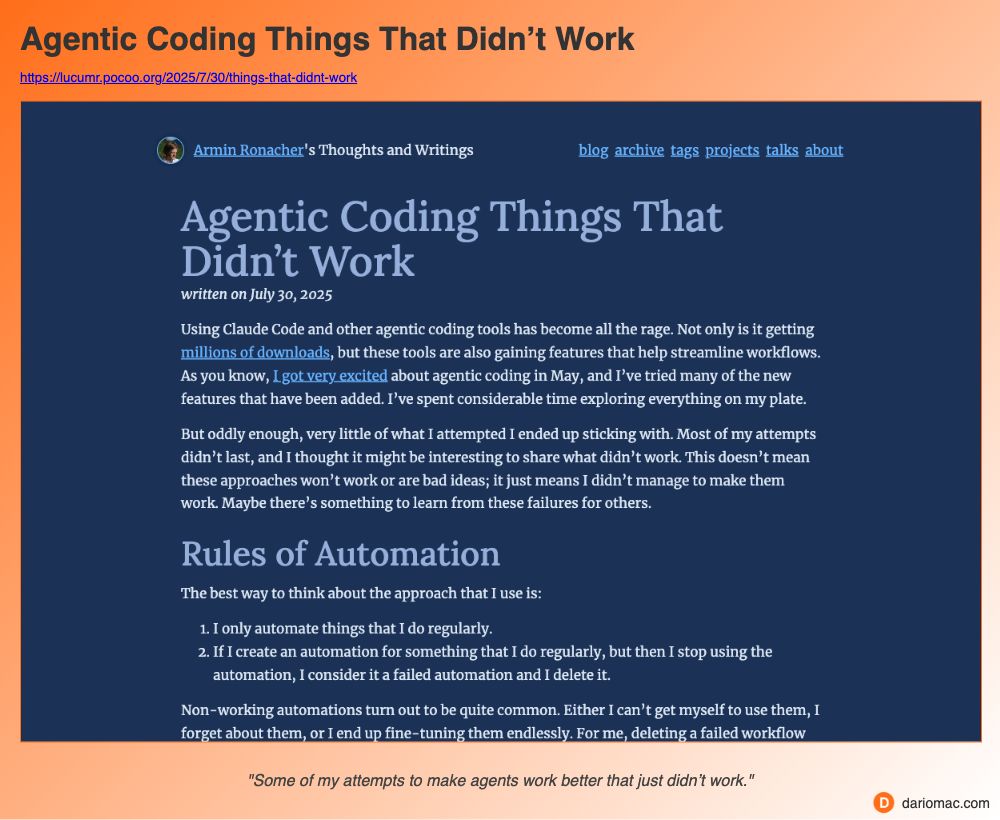 Agentic Coding Things That Didn’t Work
https://lucumr.pocoo.org/2025/7/30/things-that-didnt-work
Armin Ronacher's Thoughts and Writings
blog archive tags projects talks about
Agentic Coding Things That
Didn’t Work
written on July 30, 2025
Using Claude Code and other agentic coding tools has become all the rage. Not only is it getting
millions of downloads, but these tools are also gaining features that help streamline workflows.
As you know, I got very excited about agentic coding in May, and I’ve tried many of the new
features that have been added. I’ve spent considerable time exploring everything on my plate.
But oddly enough, very little of what I attempted I ended up sticking with. Most of my attempts
didn’t last, and I thought it might be interesting to share what didn’t work. This doesn’t mean
these approaches won’t work or are bad ideas; it just means I didn’t manage to make them
work. Maybe there’s something to learn from these failures for others.
Rules of Automation
The best way to think about the approach that I use is:
1. I only automate things that I do regularly.
2. If I create an automation for something that I do regularly, but then I stop using the
automation, I consider it a failed automation and I delete it.
Non-working automations turn out to be quite common. Either I can’t get myself to use them, I
forget about them, or I end up fine-tuning them endlessly. For me, deleting a failed workflow
"Some of my attempts to make agents work better that just didn’t work."
D dariomac.com